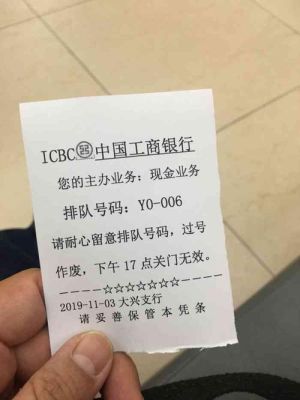 ICBC 中国工商银行
您的主办业务：现金业务
排队号码：YO-006
请耐心留意排队号码，过号
作废，下午 17 点关门无效。
----☆☆☆☆☆☆☆-----
2019-11-03 大兴支行
请妥善保管本凭条